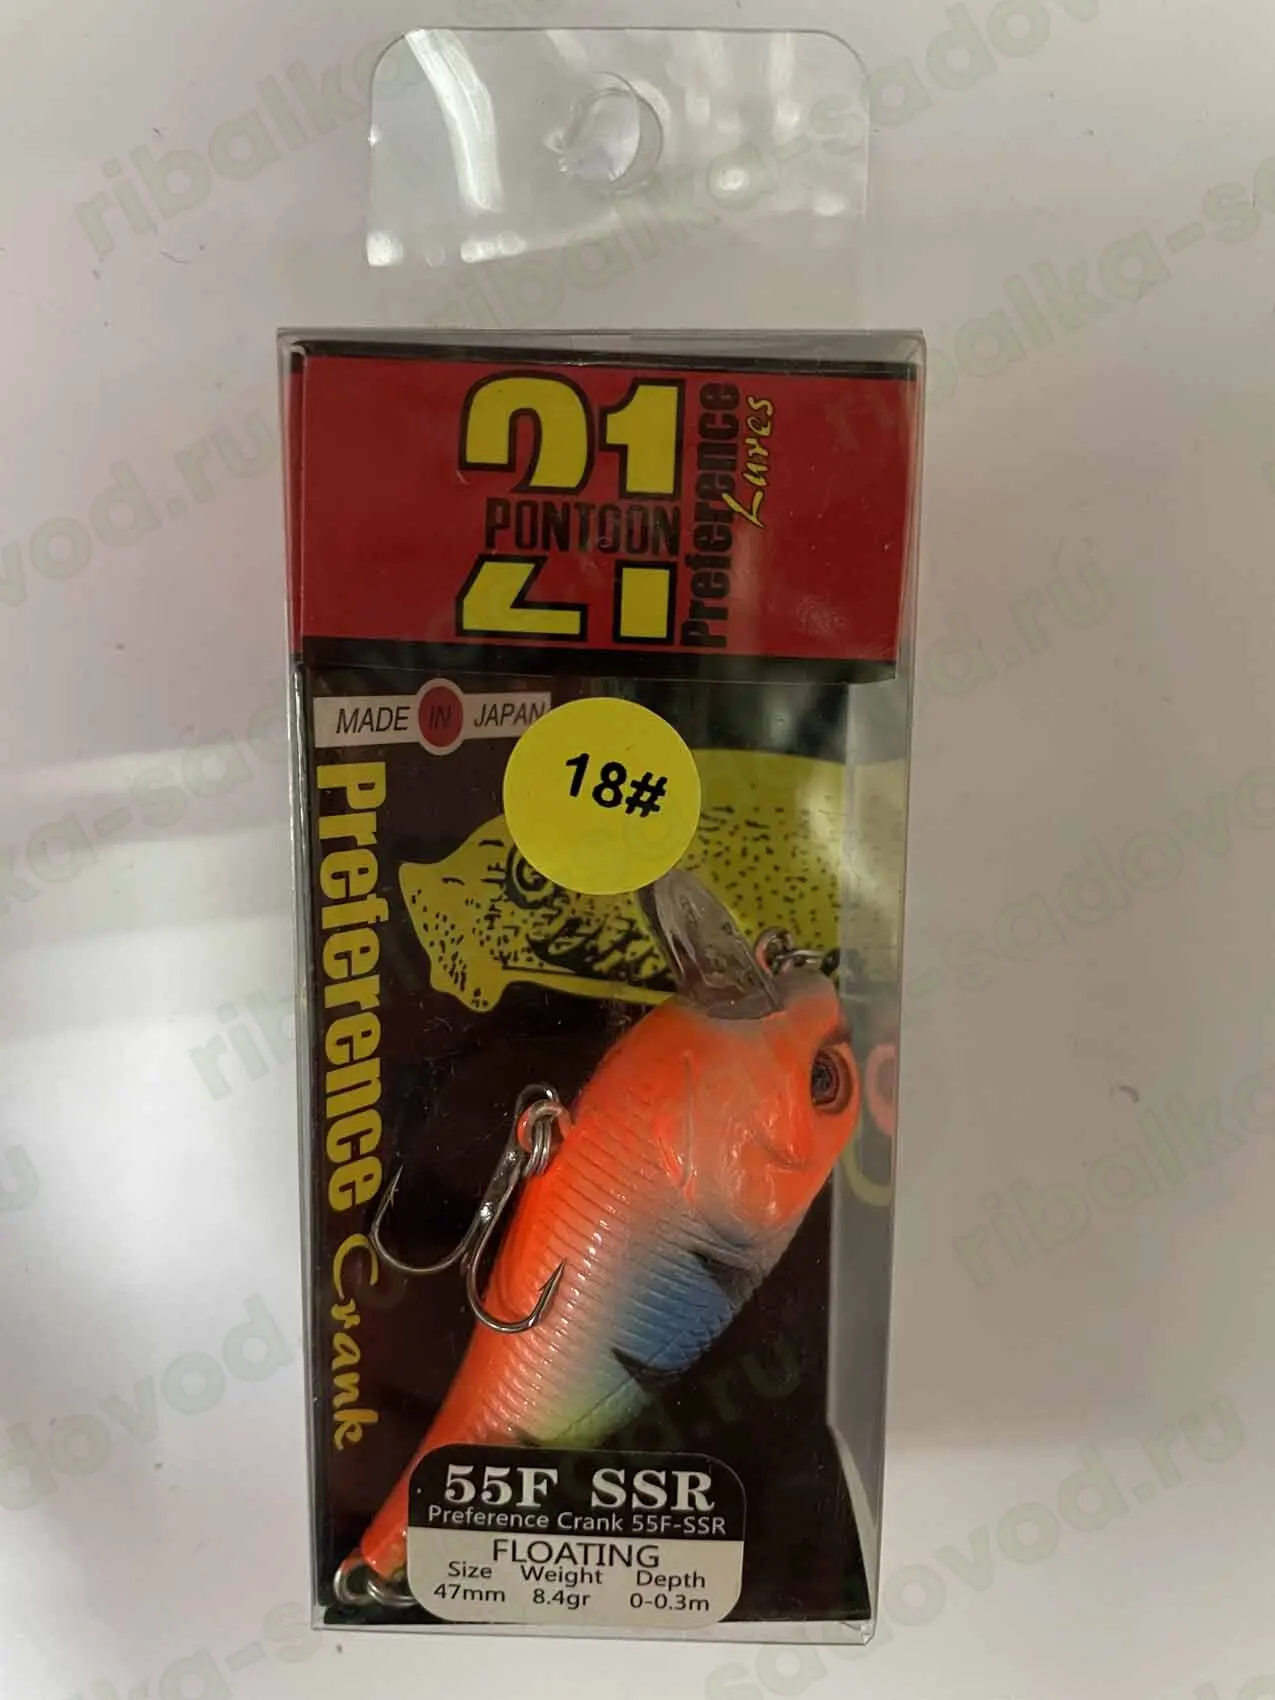 21
PONTOON
Preference
Lures
MADE IN JAPAN
18#
Preference Crank
55F SSR
Preference Crank 55F-SSR
FLOATING
Size Weight Depth
47mm 8.4gr 0-0.3m
ribalka-sadovod.ru